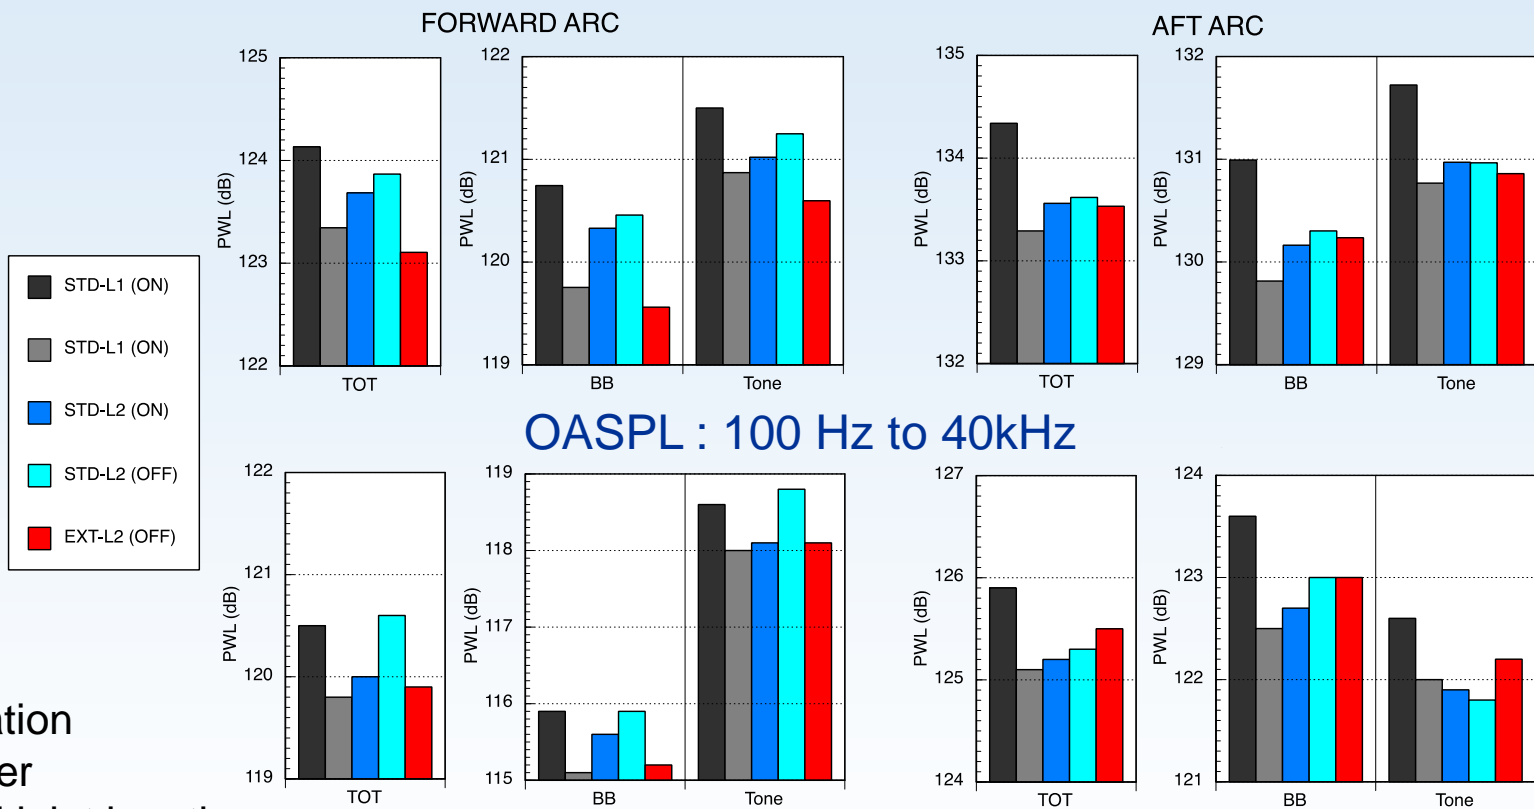 FORWARD ARC
AFT ARC
125
124
123
122
PWL (dB)
TOT
122
121
120
119
PWL (dB)
BB Tone
135
134
133
132
PWL (dB)
TOT
132
131
130
129
PWL (dB)
BB Tone
STD-L1 (ON)
STD-L1 (ON)
STD-L2 (ON)
STD-L2 (OFF)
EXT-L2 (OFF)
OASPL : 100 Hz to 40kHz
122
121
120
119
PWL (dB)
TOT
119
118
117
116
115
PWL (dB)
BB Tone
127
126
125
124
PWL (dB)
TOT
124
123
122
121
PWL (dB)
BB Tone
ation
er